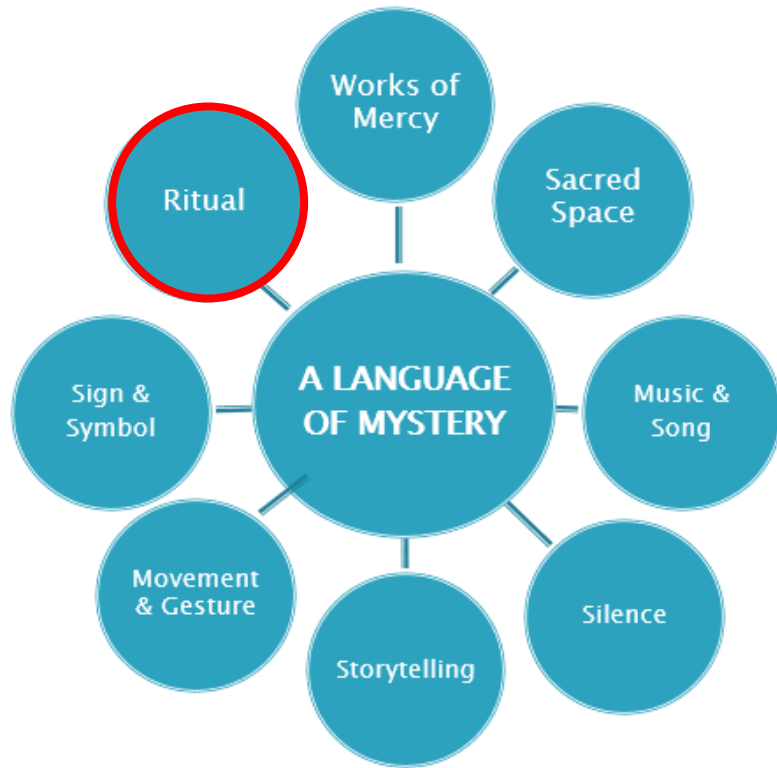 Works of
Mercy
Sacred
Space
Ritual
A LANGUAGE
OF MYSTERY
Sign &
Symbol
Music &
Song
Movement
& Gesture
Silence
Storytelling